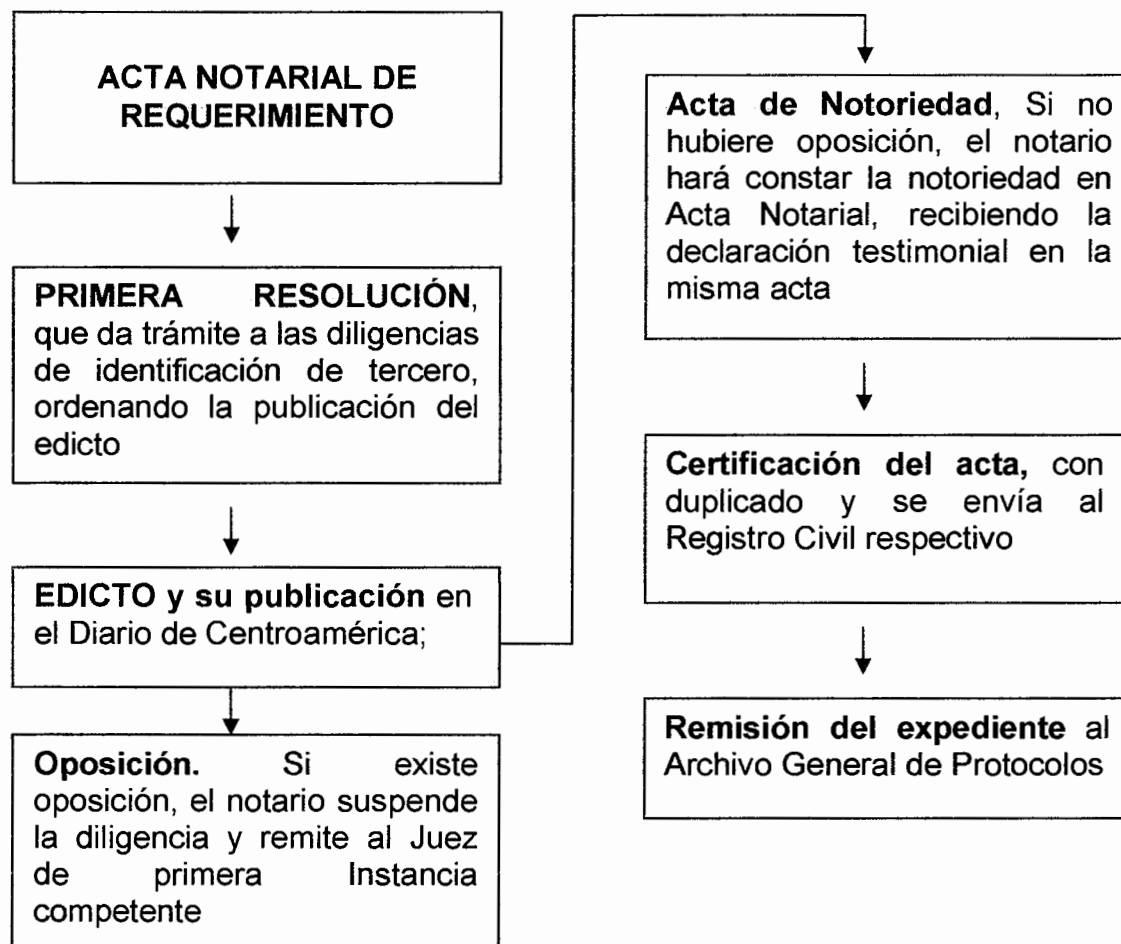 ACTA NOTARIAL DE
REQUERIMIENTO
PRIMERA RESOLUCIÓN,
que da trámite a las diligencias
de identificación de tercero,
ordenando la publicación del
edicto
EDICTO y su publicación en
el Diario de Centroamérica;
Oposición. Si existe
oposición, el notario suspende
la diligencia y remite al Juez
de primera Instancia
competente
Acta de Notoriedad, Si no
hubiere oposición, el notario
hará constar la notoriedad en
Acta Notarial, recibiendo la
declaración testimonial en la
misma acta
Certificación del acta, con
duplicado y se envía al
Registro Civil respectivo
Remisión del expediente al
Archivo General de Protocolos